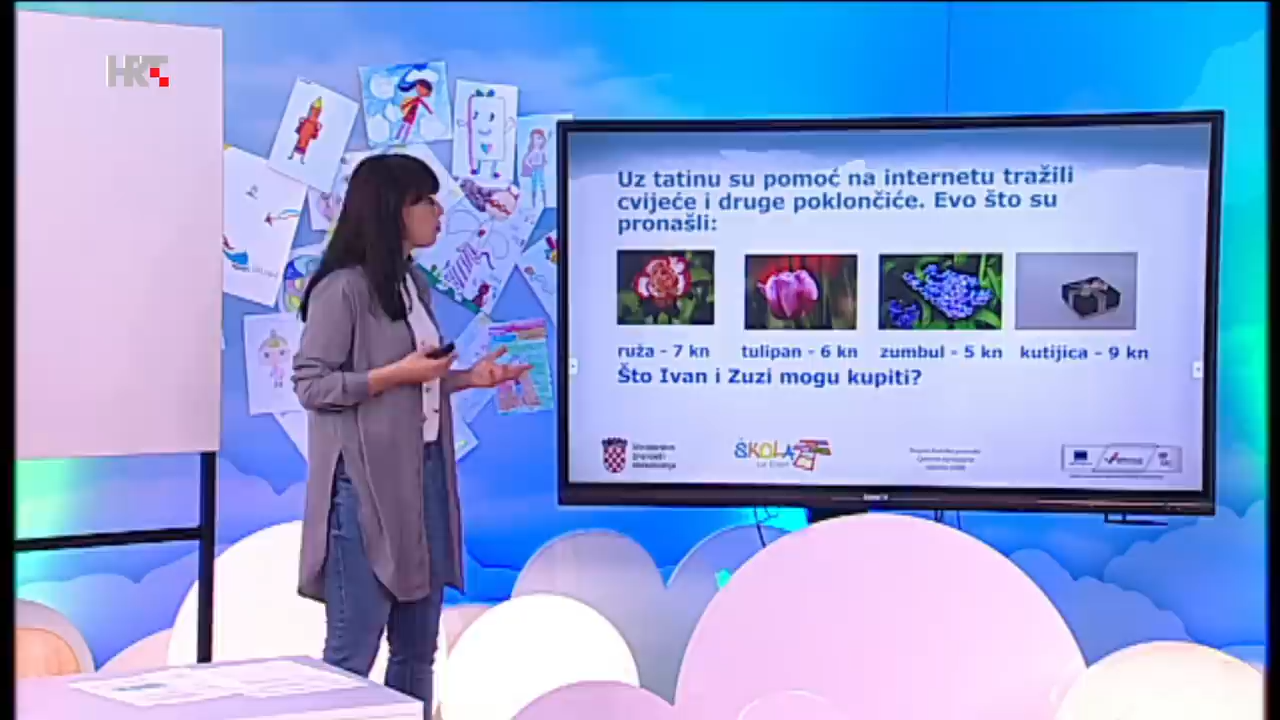 HRT
Uz tatinu su pomoć na internetu tražili
cvijeće i druge poklončiće. Evo što su
pronašli:
ruža - 7 kn tulipan - 6 kn zumbul - 5 kn kutijica - 9 kn
Što Ivan i Zuzi mogu kupiti?
ŠKOLA